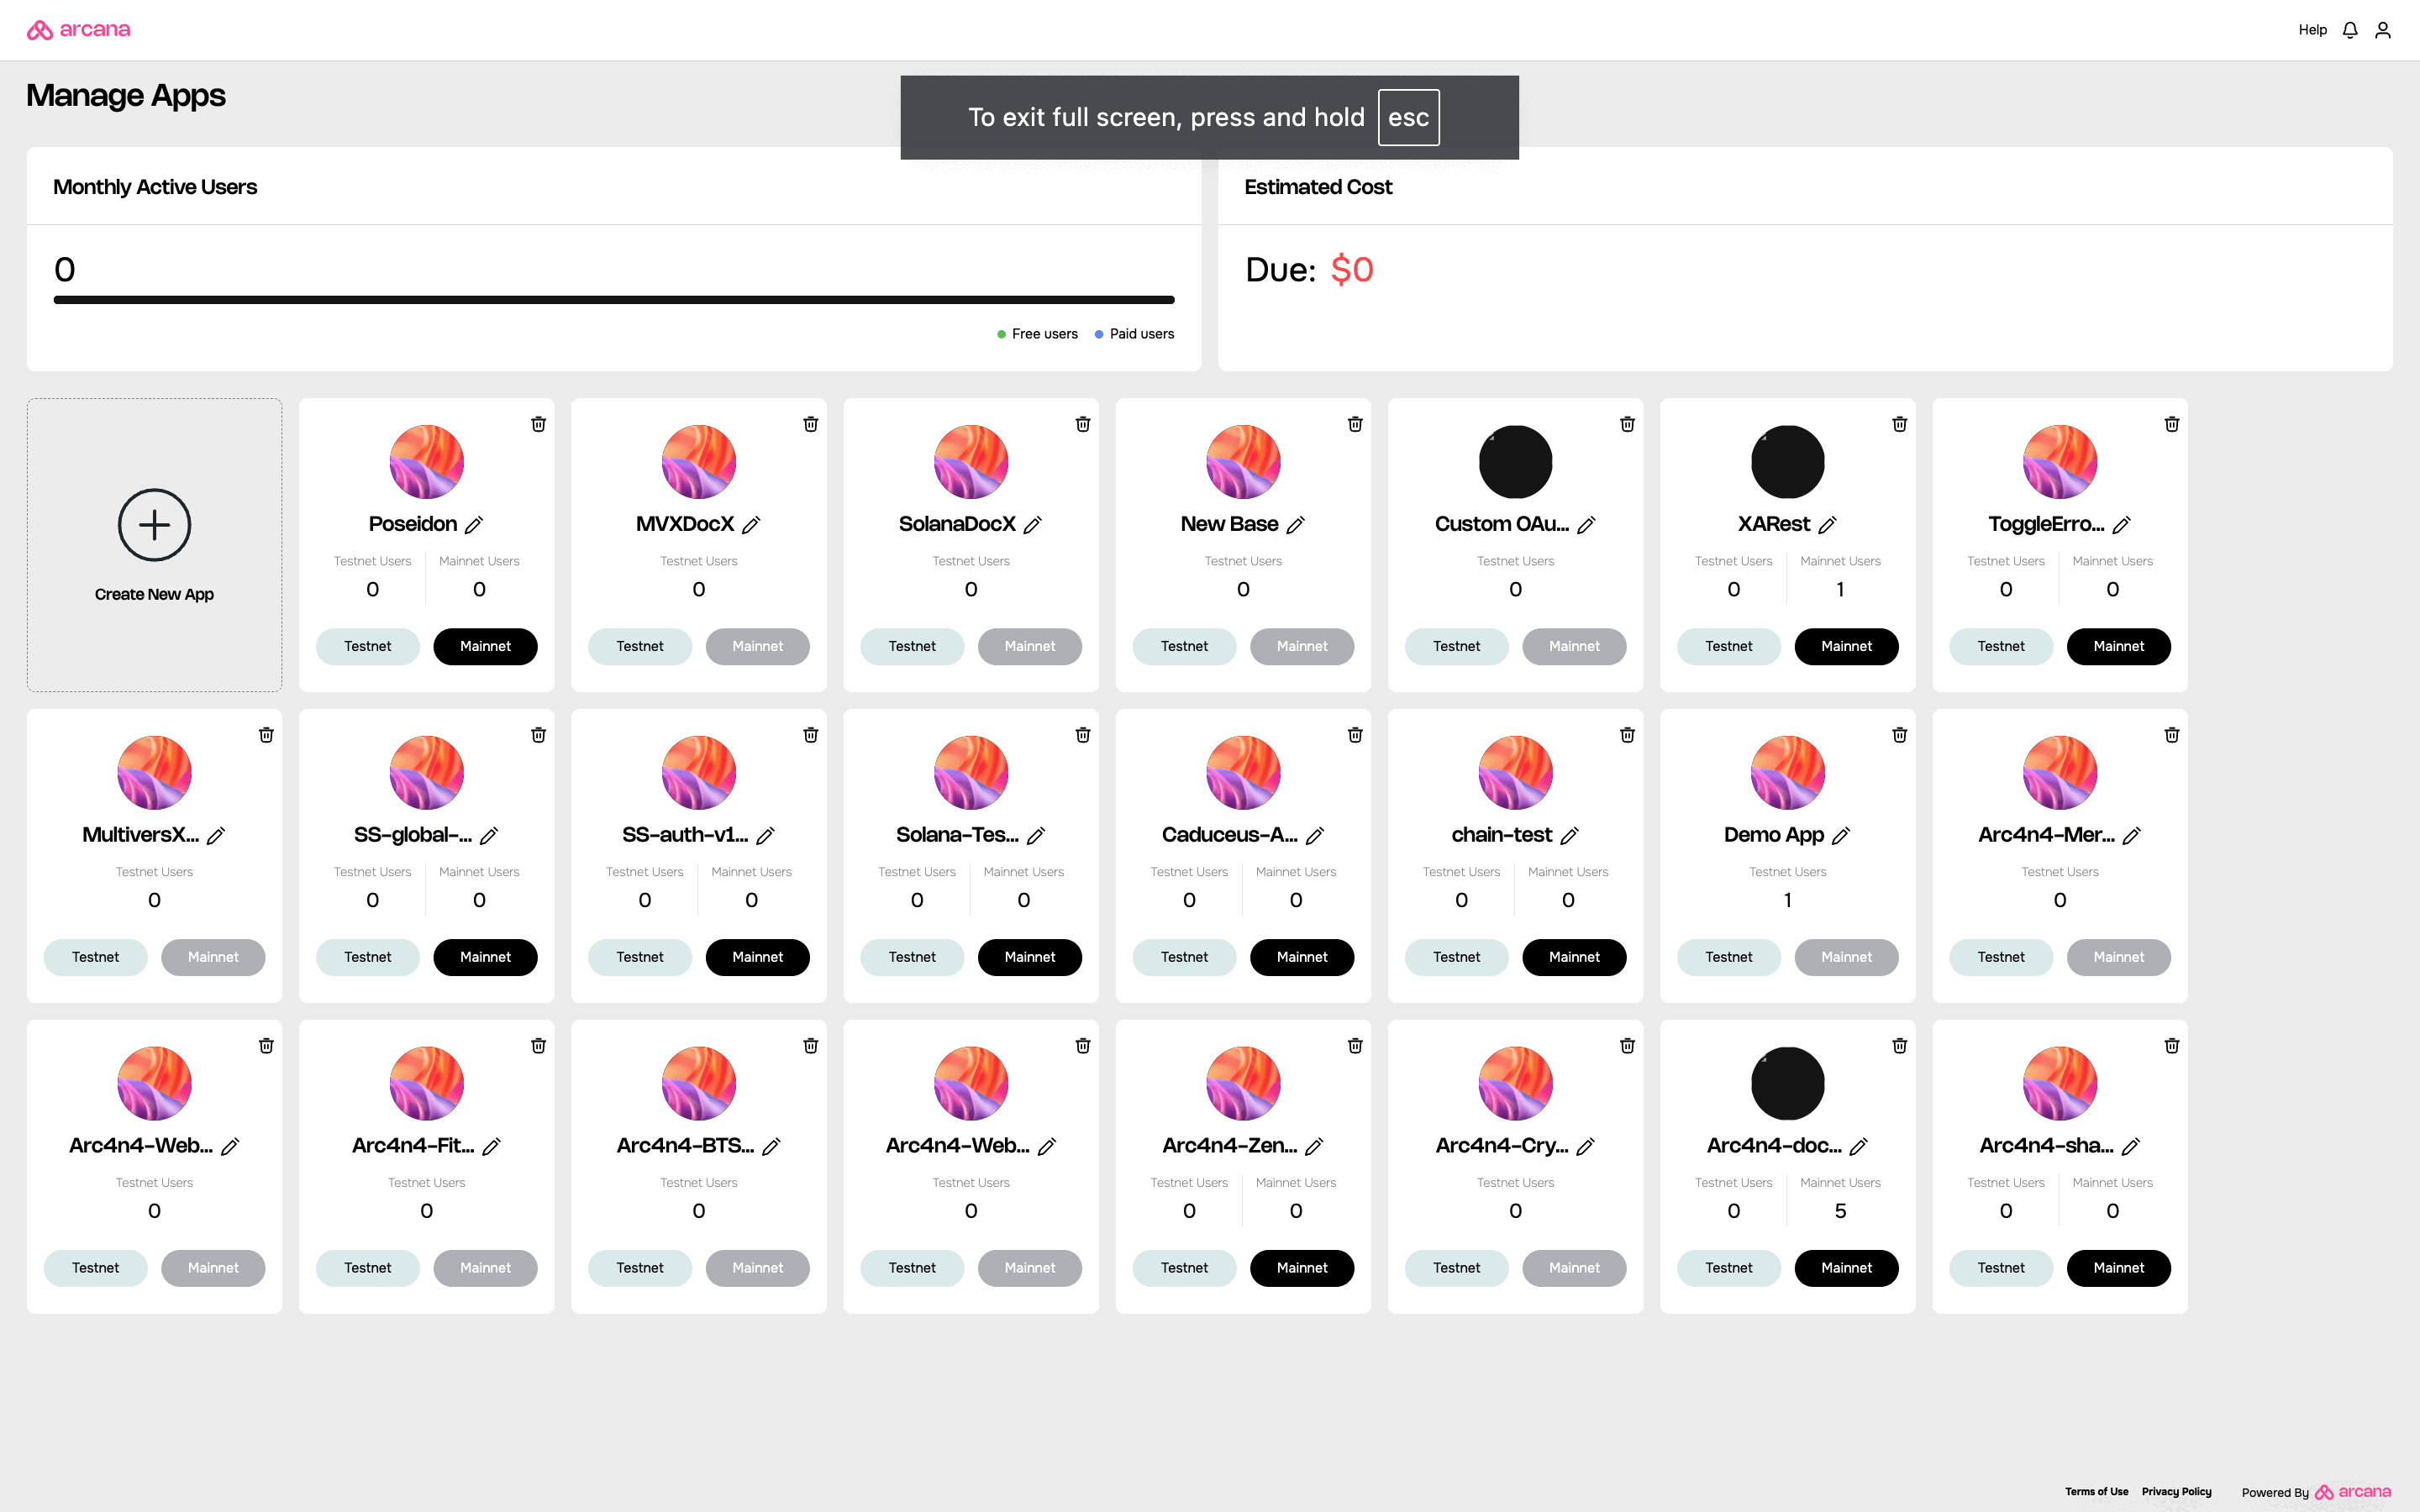 arcana
Help
Manage Apps
To exit full screen, press and hold esc
Monthly Active Users
0
Free users Paid users
Estimated Cost
Due: $0
Create New App
Poseidon
Testnet Users Mainnet Users
0 0
Testnet Mainnet
MVXDocX
Testnet Users
0
Testnet Mainnet
SolanaDocX
Testnet Users
0
Testnet Mainnet
New Base
Testnet Users
0
Testnet Mainnet
Custom OAu...
Testnet Users
0
Testnet Mainnet
XARest
Testnet Users Mainnet Users
0 1
Testnet Mainnet
ToggleErro...
Testnet Users Mainnet Users
0 0
Testnet Mainnet
MultiversX...
Testnet Users
0
Testnet Mainnet
SS-global-...
Testnet Users Mainnet Users
0 0
Testnet Mainnet
SS-auth-v1...
Testnet Users Mainnet Users
0 0
Testnet Mainnet
Solana-Tes...
Testnet Users Mainnet Users
0 0
Testnet Mainnet
Caduceus-A...
Testnet Users Mainnet Users
0 0
Testnet Mainnet
chain-test
Testnet Users Mainnet Users
0 0
Testnet Mainnet
Demo App
Testnet Users
1
Testnet Mainnet
Arc4n4-Mer...
Testnet Users
0
Testnet Mainnet
Arc4n4-Web...
Testnet Users
0
Testnet Mainnet
Arc4n4-Fit...
Testnet Users
0
Testnet Mainnet
Arc4n4-BTS...
Testnet Users
0
Testnet Mainnet
Arc4n4-Web...
Testnet Users
0
Testnet Mainnet
Arc4n4-Zen...
Testnet Users Mainnet Users
0 0
Testnet Mainnet
Arc4n4-Cry...
Testnet Users
0
Testnet Mainnet
Arc4n4-doc...
Testnet Users Mainnet Users
0 5
Testnet Mainnet
Arc4n4-sha...
Testnet Users Mainnet Users
0 0
Testnet Mainnet
Terms of Use Privacy Policy Powered By arcana